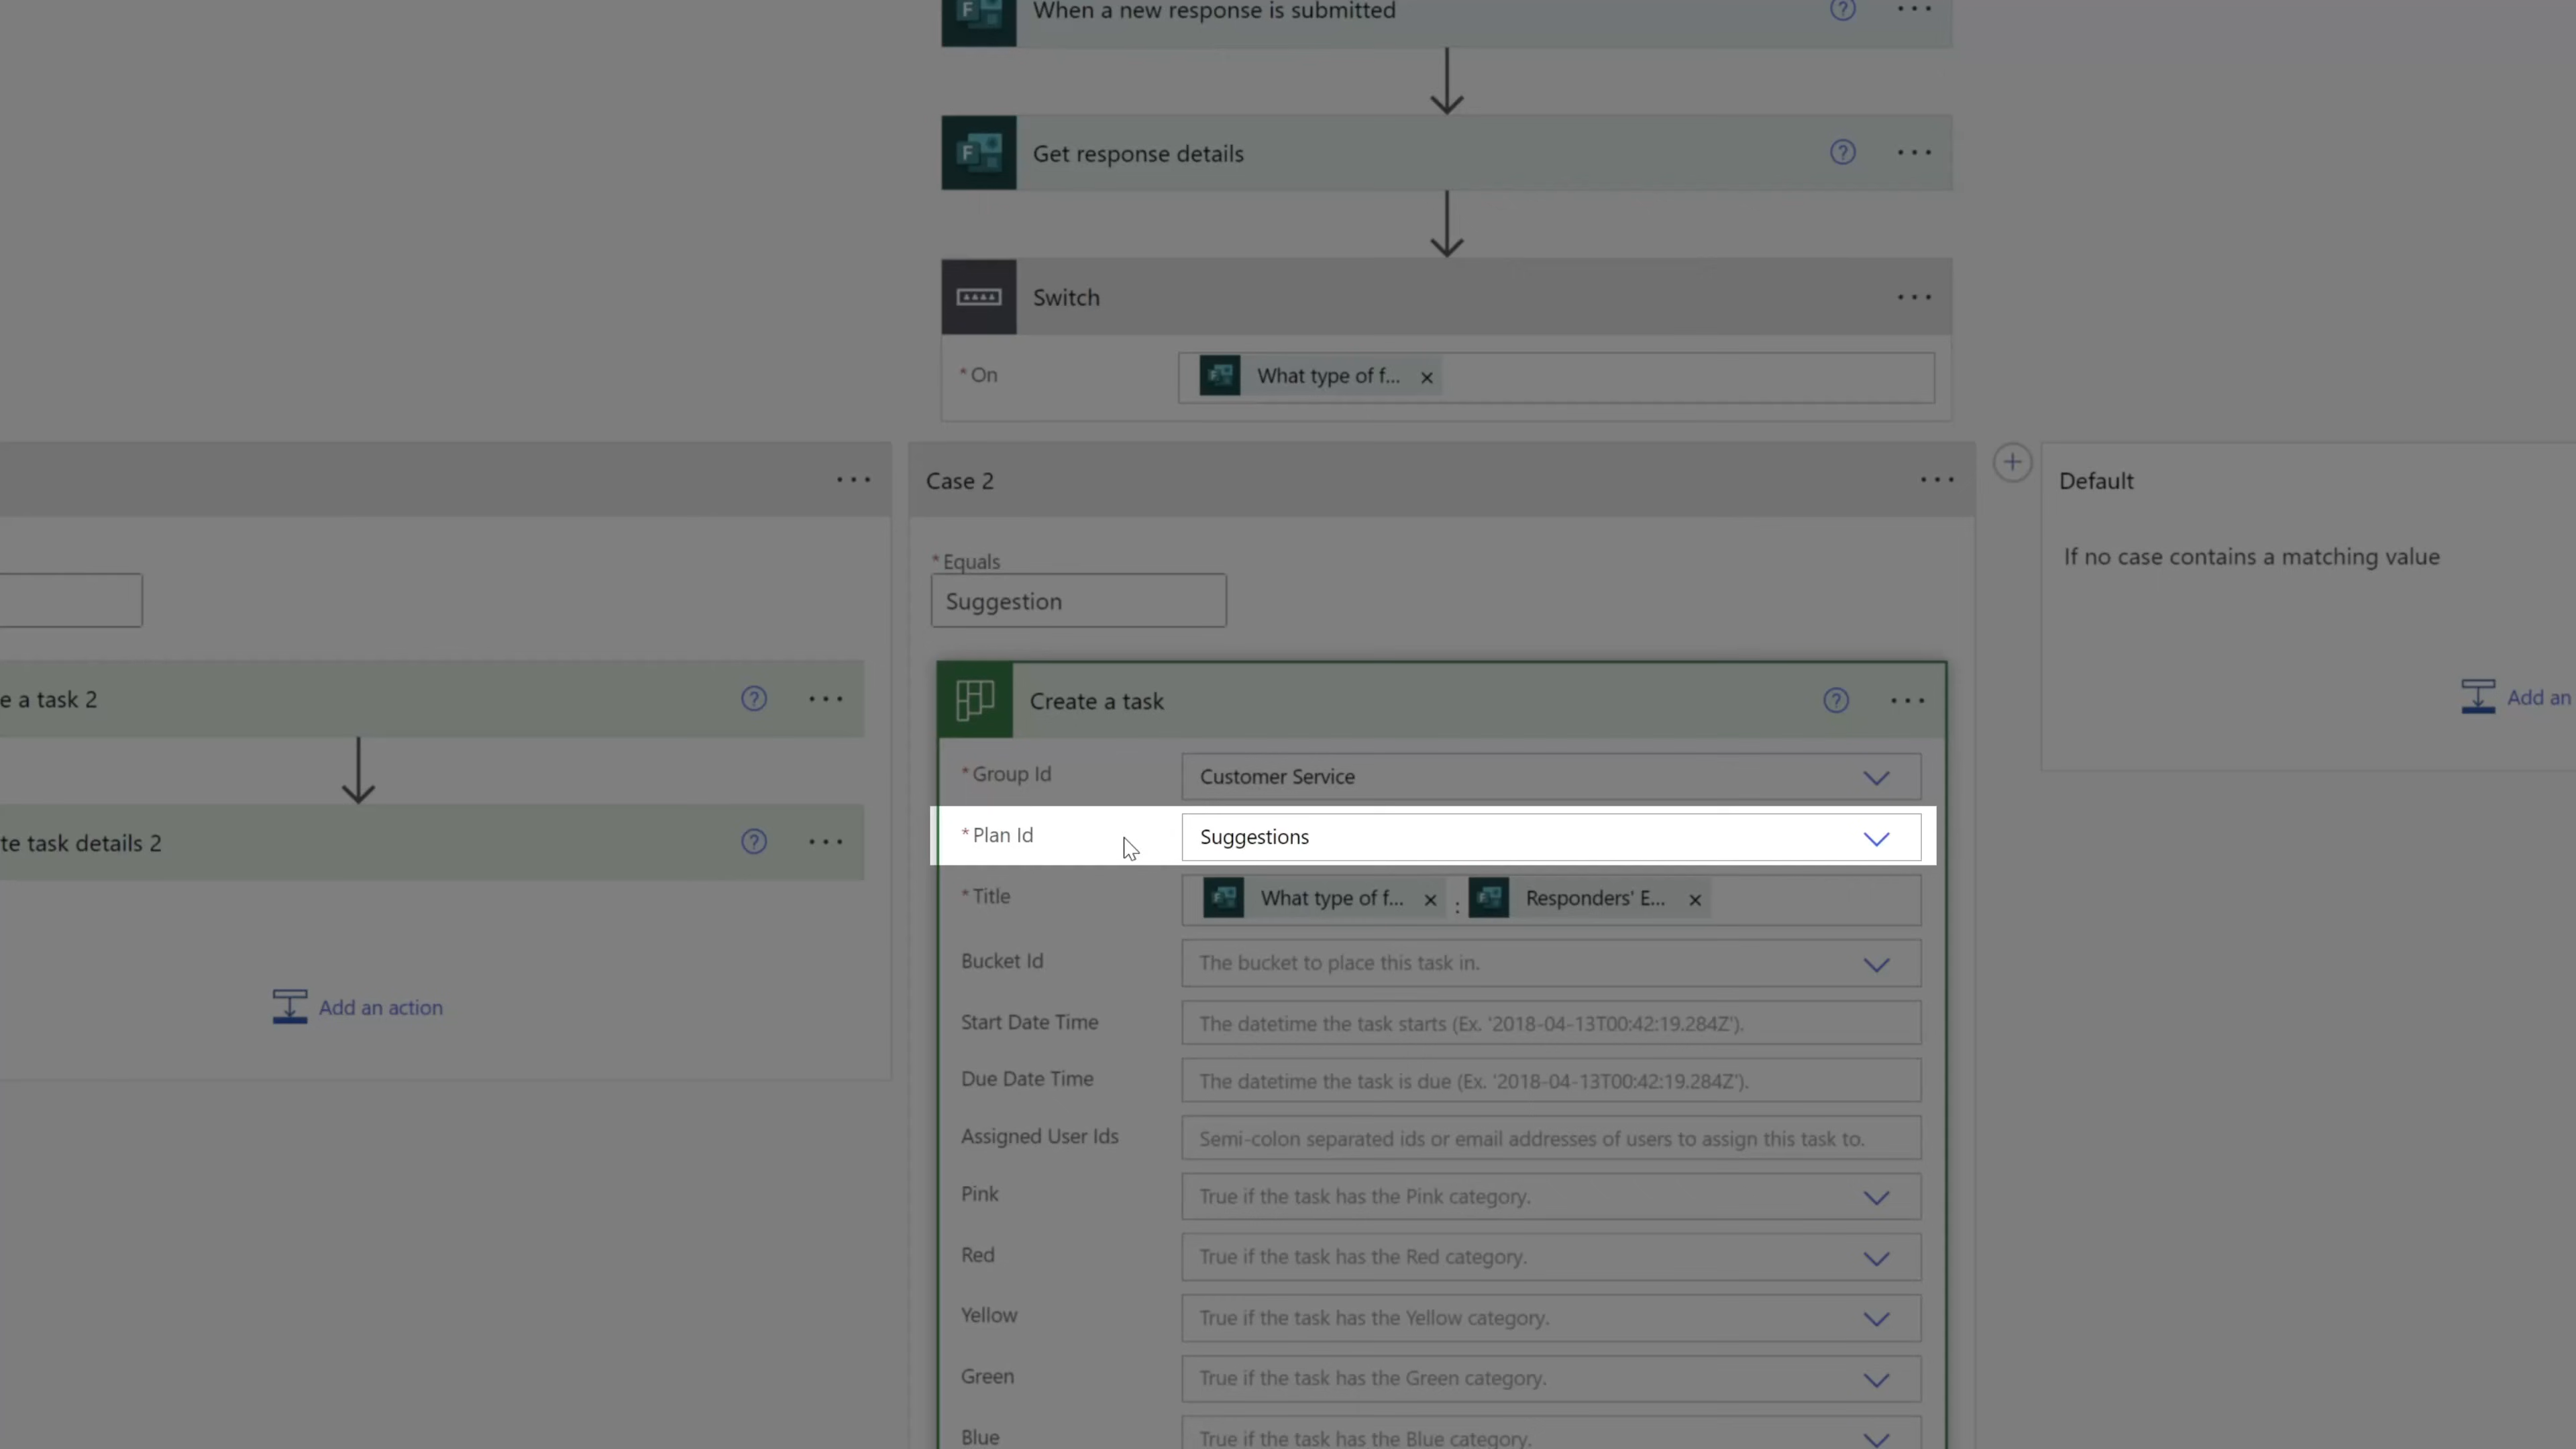 When a new response is submitted
Get response details
Switch
* On
What type of f... ×
Case 2
Default
* Equals
If no case contains a matching value
Suggestion
e a task 2
Create a task
Add an
* Group Id
Customer Service
* Plan Id
Suggestions
te task details 2
* Title
What type of f... × : Responders' E... ×
Bucket Id
The bucket to place this task in.
Add an action
Start Date Time
The datetime the task starts (Ex. '2018-04-13T00:42:19.284Z').
Due Date Time
The datetime the task is due (Ex. '2018-04-13T00:42:19.284Z').
Assigned User Ids
Semi-colon separated ids or email addresses of users to assign this task to.
Pink
True if the task has the Pink category.
Red
True if the task has the Red category.
Yellow
True if the task has the Yellow category.
Green
True if the task has the Green category.
Blue
True if the task has the Blue category.